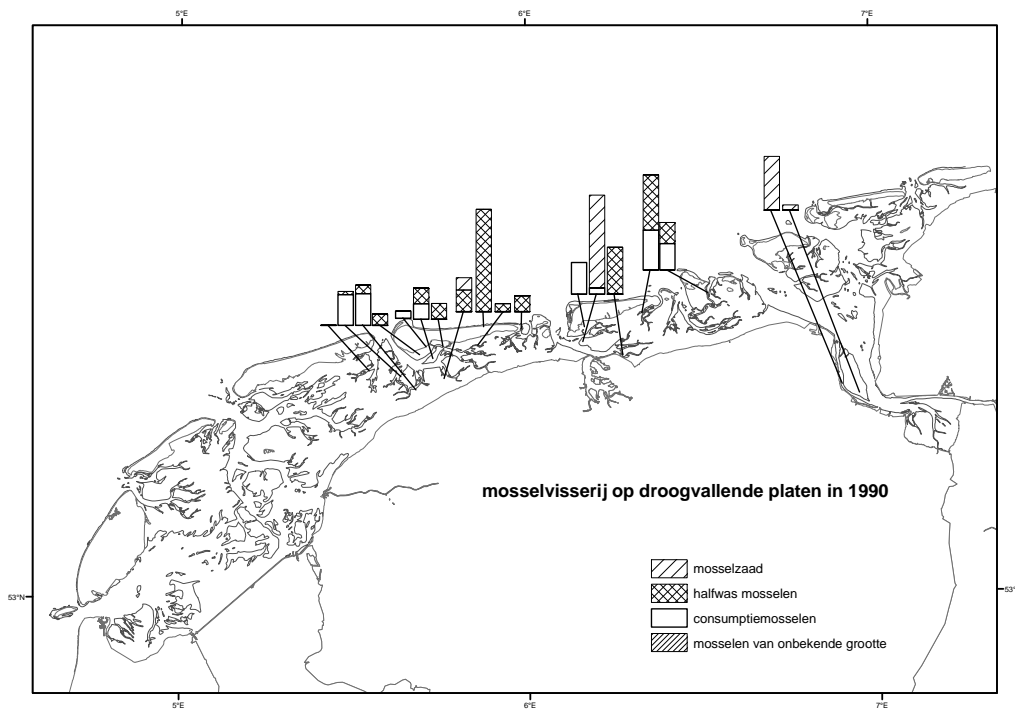 5°E 6°E 7°E
mosselvisserij op droogvallende platen in 1990
mosselzaad
halfwas mosselen
consumptiemosselen
mosselen van onbekende grootte
53°N 53°
5°E 6°E 7°E